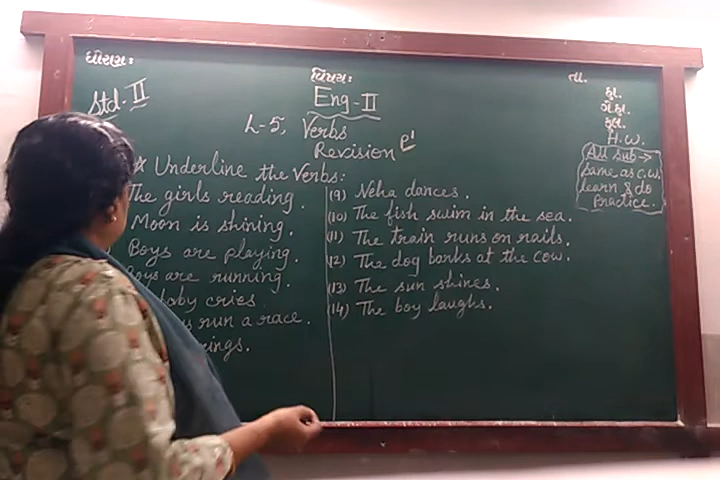 ધોરણઃ
વિષયઃ
તા.
Std-II
Eng-II
હા.
ગેહા.
કુલ.
L-5, Verbs
Revision
H.W.
All sub →
Same as C.W.
learn & do
Practice.
* Underline the Verbs:
The girls reading.
Moon is shining.
Boys are playing.
Boys are running.
baby cries.
run a race.
(9) Neha dances.
(10) The fish swim in the sea.
(11) The train runs on rails.
(12) The dog barks at the cow.
(13) The sun shines.
(14) The boy laughs.